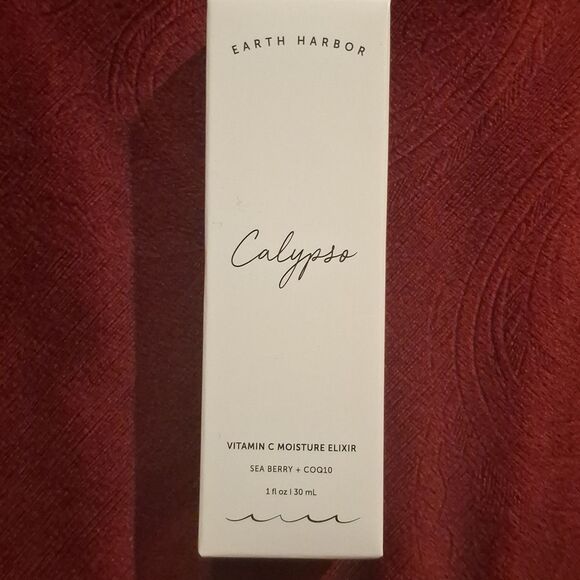 EARTH HARBOR
Calypso
VITAMIN C MOISTURE ELIXIR
SEA BERRY + COQ10
1 fl oz | 30 mL